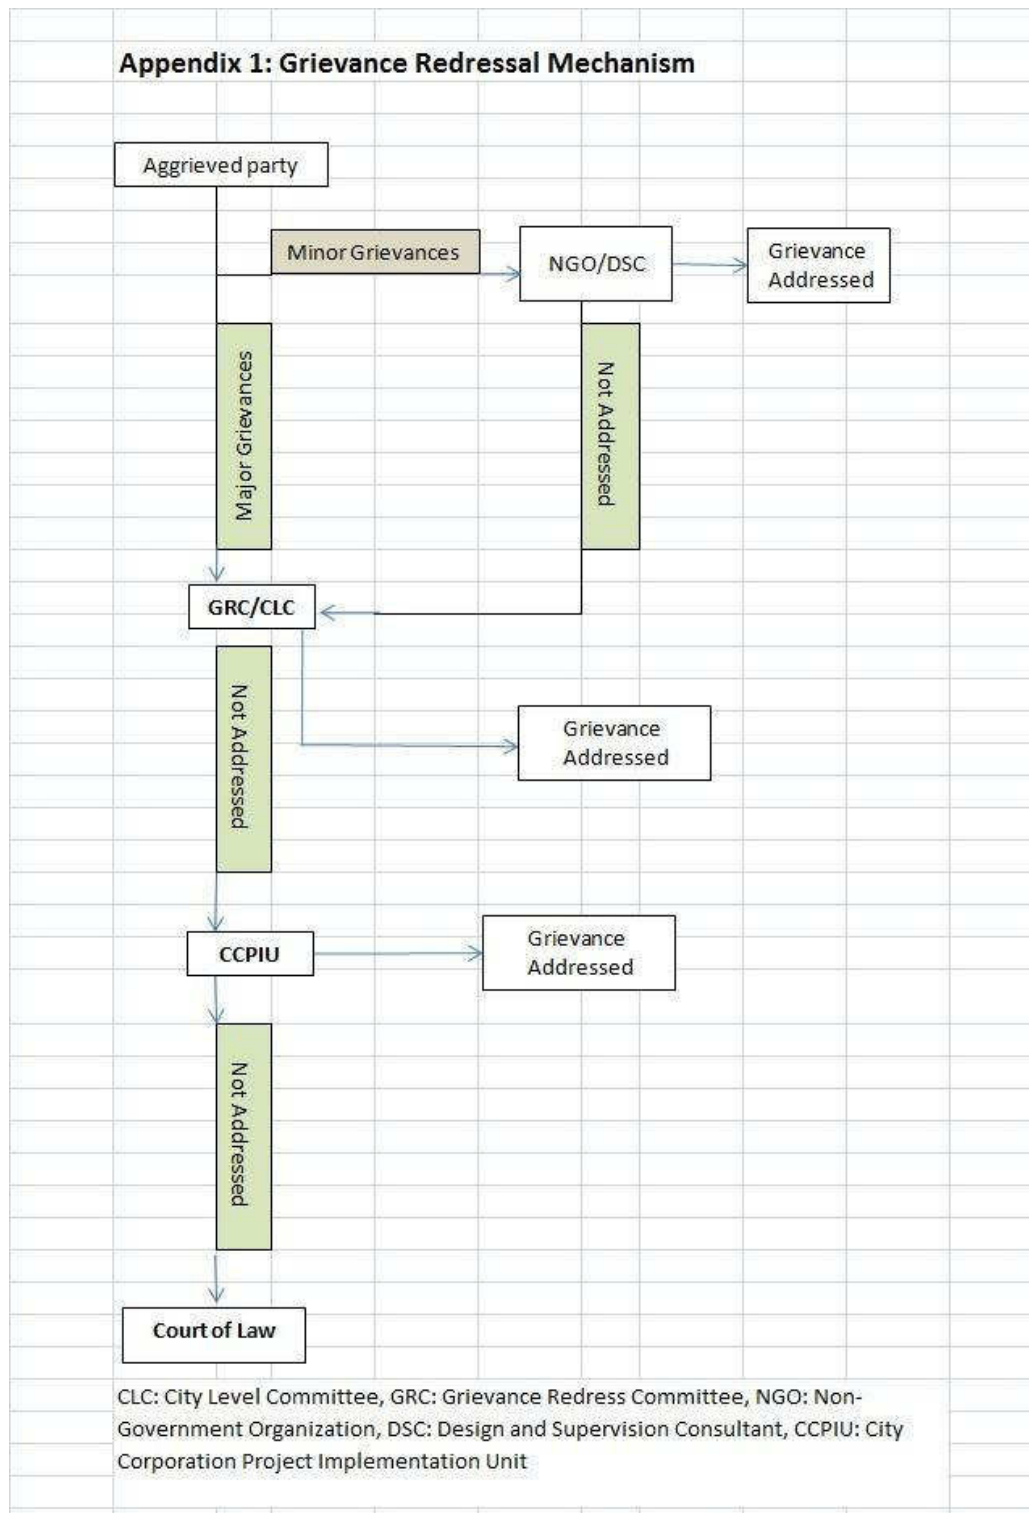 Appendix 1: Grievance Redressal Mechanism
Aggrieved party
Minor Grievances
NGO/DSC
Grievance
Addressed
Major Grievances
Not Addressed
GRC/CLC
Not Addressed
Grievance
Addressed
CCPIU
Grievance
Addressed
Not Addressed
Court of Law
CLC: City Level Committee, GRC: Grievance Redress Committee, NGO: Non-
Government Organization, DSC: Design and Supervision Consultant, CCPIU: City
Corporation Project Implementation Unit